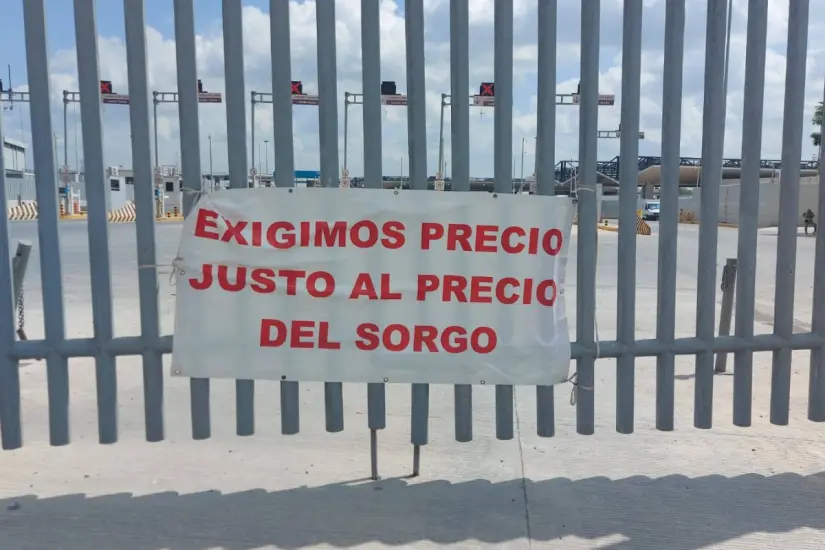 EXIGIMOS PRECIO
JUSTO AL PRECIO
DEL SORGO